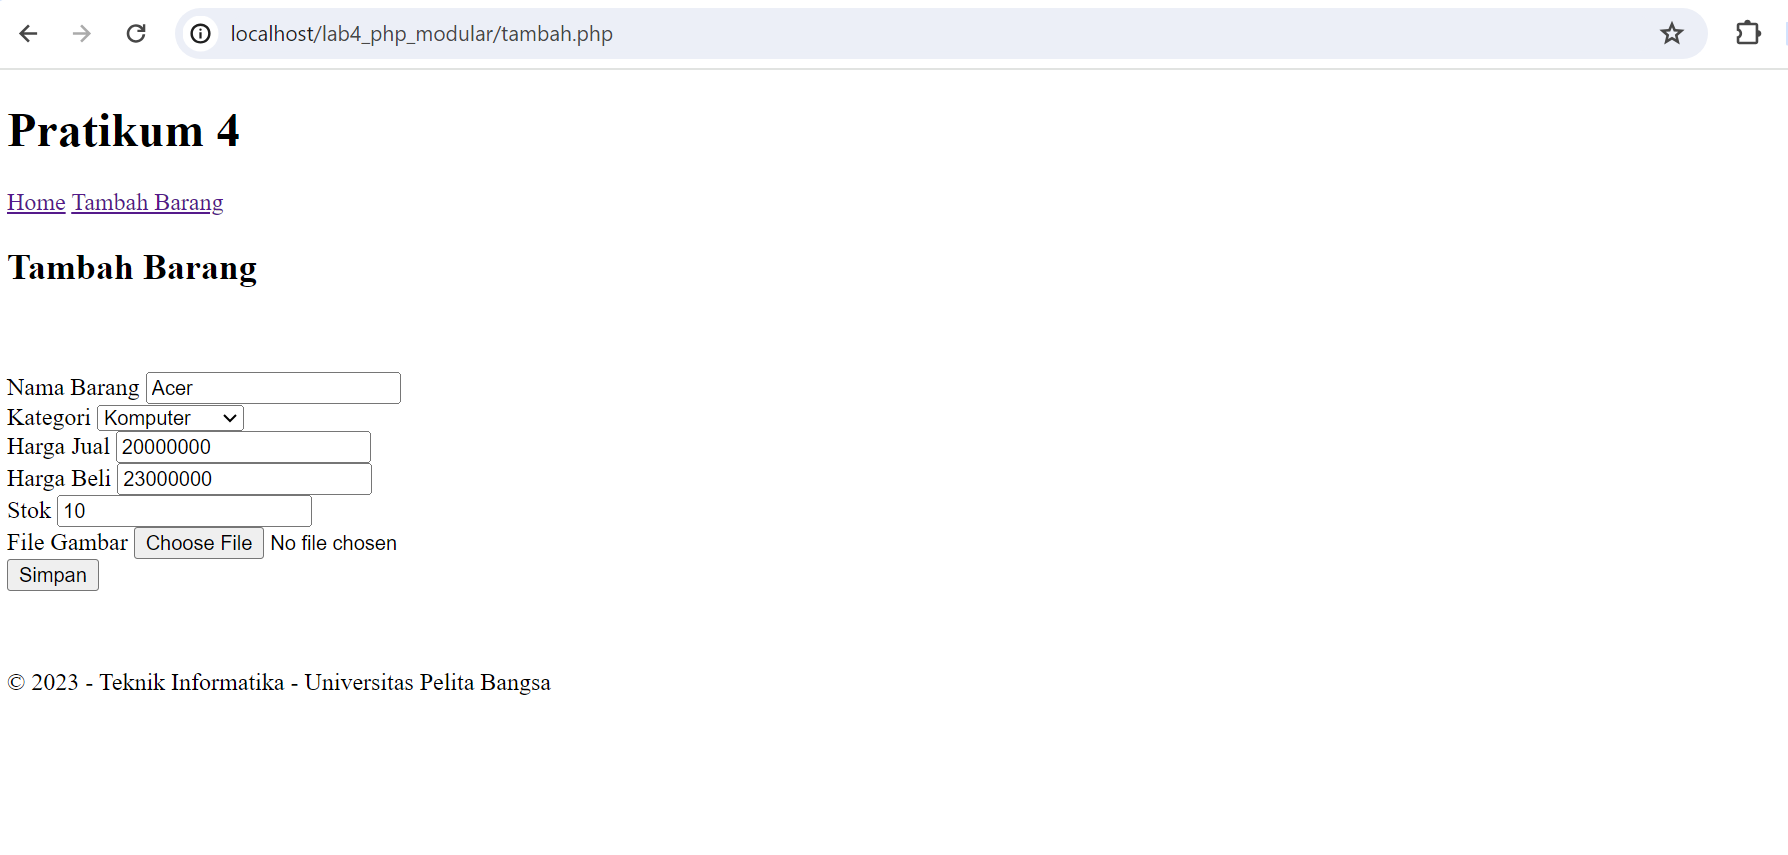 localhost/lab4_php_modular/tambah.php
Pratikum 4
Home Tambah Barang
Tambah Barang
Nama Barang Acer
Kategori Komputer
Harga Jual 20000000
Harga Beli 23000000
Stok 10
File Gambar Choose File No file chosen
Simpan
© 2023 - Teknik Informatika - Universitas Pelita Bangsa